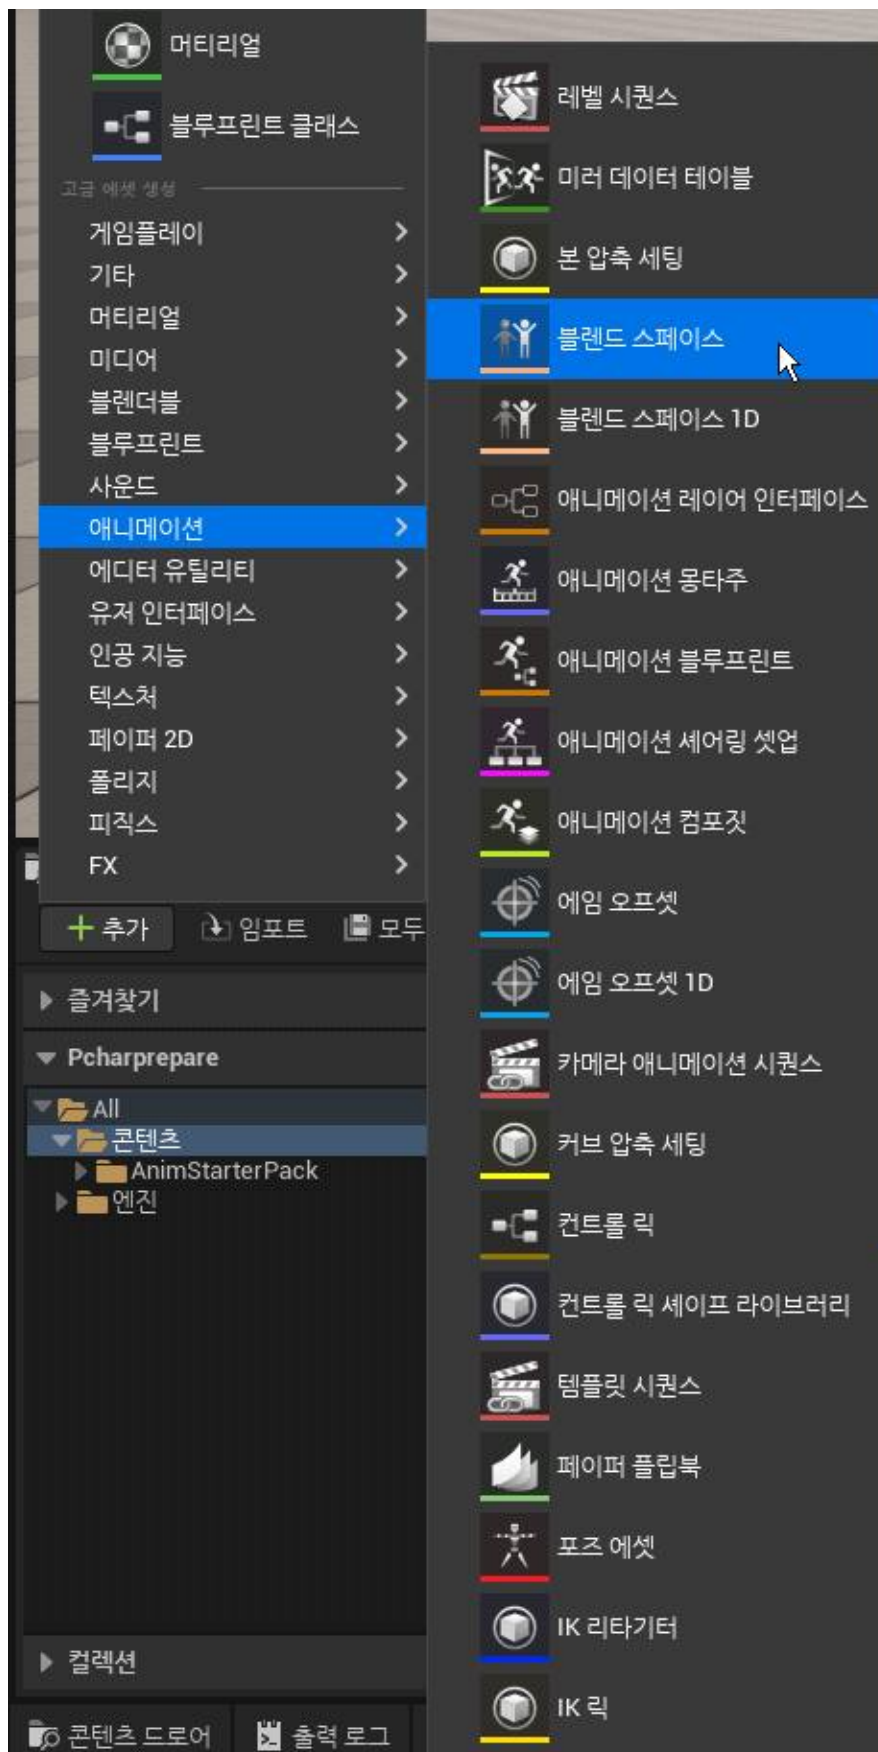 머티리얼
블루프린트 클래스
고급 에셋 생성
게임플레이
기타
머티리얼
미디어
블렌더블
블루프린트
사운드
애니메이션
에디터 유틸리티
유저 인터페이스
인공 지능
텍스처
페이퍼 2D
폴리지
피직스
FX
추가
임포트
모두
즐겨찾기
Pcharprepare
All
콘텐츠
AnimStarterPack
엔진
컬렉션
콘텐츠 드로어
출력 로그
레벨 시퀀스
미러 데이터 테이블
본 압축 세팅
블렌드 스페이스
블렌드 스페이스 1D
애니메이션 레이어 인터페이스
애니메이션 몽타주
애니메이션 블루프린트
애니메이션 셰어링 셋업
애니메이션 컴포짓
에임 오프셋
에임 오프셋 1D
카메라 애니메이션 시퀀스
커브 압축 세팅
컨트롤 릭
컨트롤 릭 셰이프 라이브러리
템플릿 시퀀스
페이퍼 플립북
포즈 에셋
IK 리타기터
IK 릭